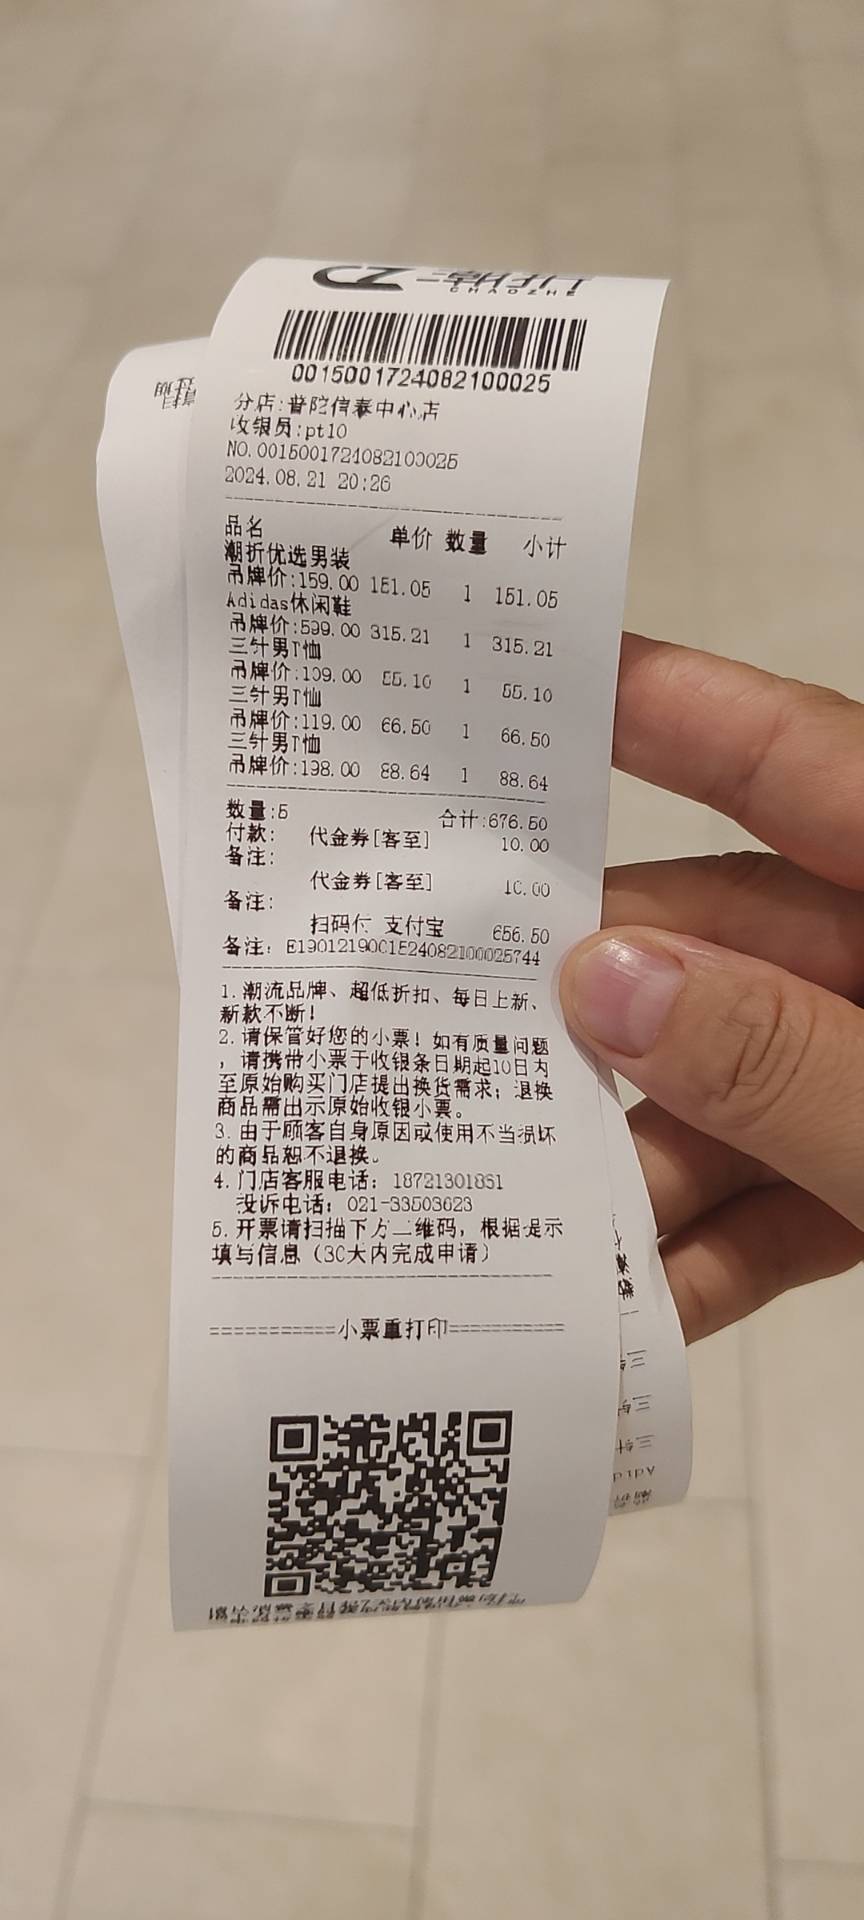 CHAOZHE
0015001724082100025
分店:普陀信泰中心店
收银员:pt10
NO.0015001724082100025
2024.08.21 20:26
品名 单价 数量 小计
潮折优选男装
吊牌价:159.00 151.05 1 151.05
Adidas休闲鞋
吊牌价:599.00 315.21 1 315.21
三针男T恤
吊牌价:109.00 55.10 1 55.10
三针男T恤
吊牌价:119.00 66.50 1 66.50
三针男T恤
吊牌价:198.00 88.64 1 88.64
数量:5 合计:676.50
付款: 代金券[客至] 10.00
备注:
代金券[客至] 10.00
备注:
扫码付 支付宝 656.50
备注: E1901219001524082100025744
1.潮流品牌、超低折扣、每日上新、
新款不断!
2.请保管好您的小票!如有质量问题
,请携带小票于收银条日期起10日内
至原始购买门店提出换货需求;退换
商品需出示原始收银小票。
3.由于顾客自身原因或使用不当损坏
的商品恕不退换。
4.门店客服电话: 18721301861
投诉电话: 021-33503623
5.开票请扫描下方二维码,根据提示
填写信息(30天内完成申请)
===========小票重打印==========